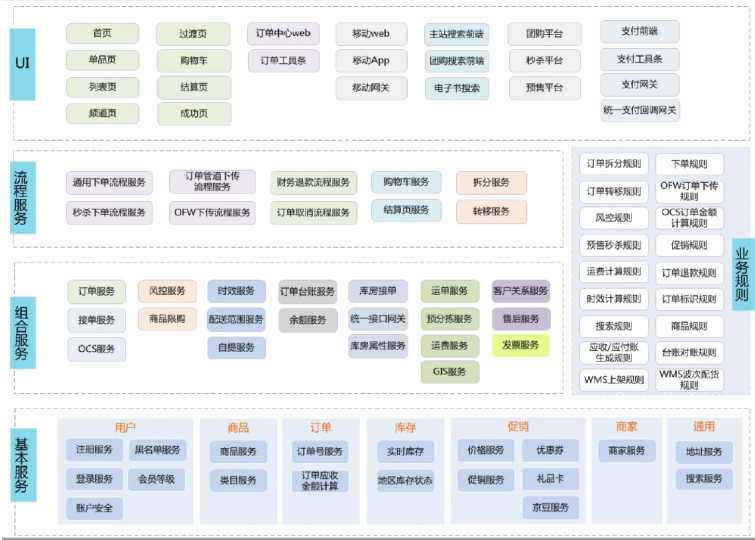 UI
首页
过渡页
订单中心web
移动web
主站搜索前端
团购平台
支付前端
单品页
购物车
订单工具条
移动App
团购搜索前端
秒杀平台
支付工具条
列表页
结算页
移动网关
电子书搜索
预售平台
支付网关
频道页
成功页
统一支付回调网关
流程服务
通用下单流程服务
订单管道下传
流程服务
财务退款流程服务
购物车服务
拆分服务
秒杀下单流程服务
OFW下传流程服务
订单取消流程服务
结算页服务
转移服务
业务规则
订单拆分规则
下单规则
订单转移规则
OFW订单下传
规则
风控规则
OCS订单金额
计算规则
预售秒杀规则
促销规则
运费计算规则
订单退款规则
时效计算规则
订单标识规则
搜索规则
商品规则
应收/应付账
生成规则
台账对账规则
WMS上架规则
WMS波次配货
规则
组合服务
订单服务
风控服务
时效服务
订单台账服务
库房接单
运单服务
客户关系服务
接单服务
商品限购
配送范围服务
余额服务
统一接口网关
预分拣服务
售后服务
OCS服务
自提服务
库房属性服务
运费服务
发票服务
GIS服务
基本服务
用户
商品
订单
库存
促销
商家
通用
注册服务
黑名单服务
商品服务
订单号服务
实时库存
价格服务
优惠券
商家服务
地址服务
登录服务
会员等级
类目服务
订单应收
金额计算
地区库存状态
促销服务
礼品卡
搜索服务
账户安全
京豆服务